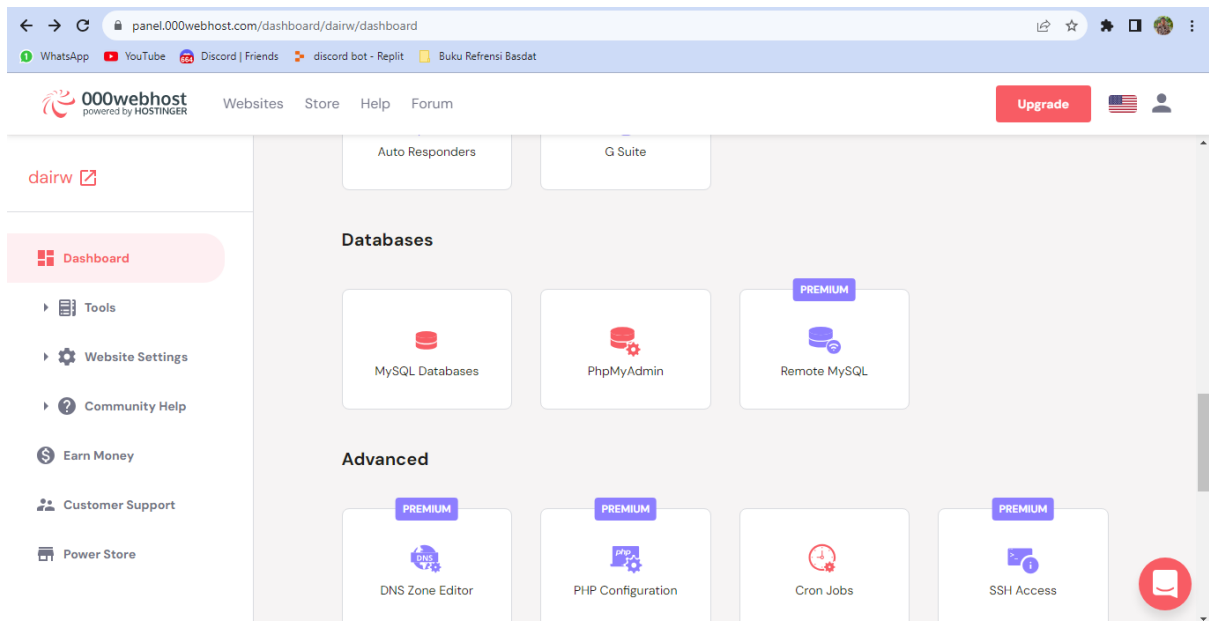 panel.000webhost.com/dashboard/dairw/dashboard
WhatsApp YouTube 664 Discord | Friends discord bot - Replit Buku Refrensi Basdat
000webhost
powered by HOSTINGER
Websites Store Help Forum Upgrade
dairw
Dashboard
Tools
Website Settings
Community Help
Earn Money
Customer Support
Power Store
Auto Responders G Suite
Databases
PREMIUM
MySQL Databases PhpMyAdmin Remote MySQL
Advanced
PREMIUM PREMIUM PREMIUM
DNS php
DNS Zone Editor PHP Configuration Cron Jobs SSH Access